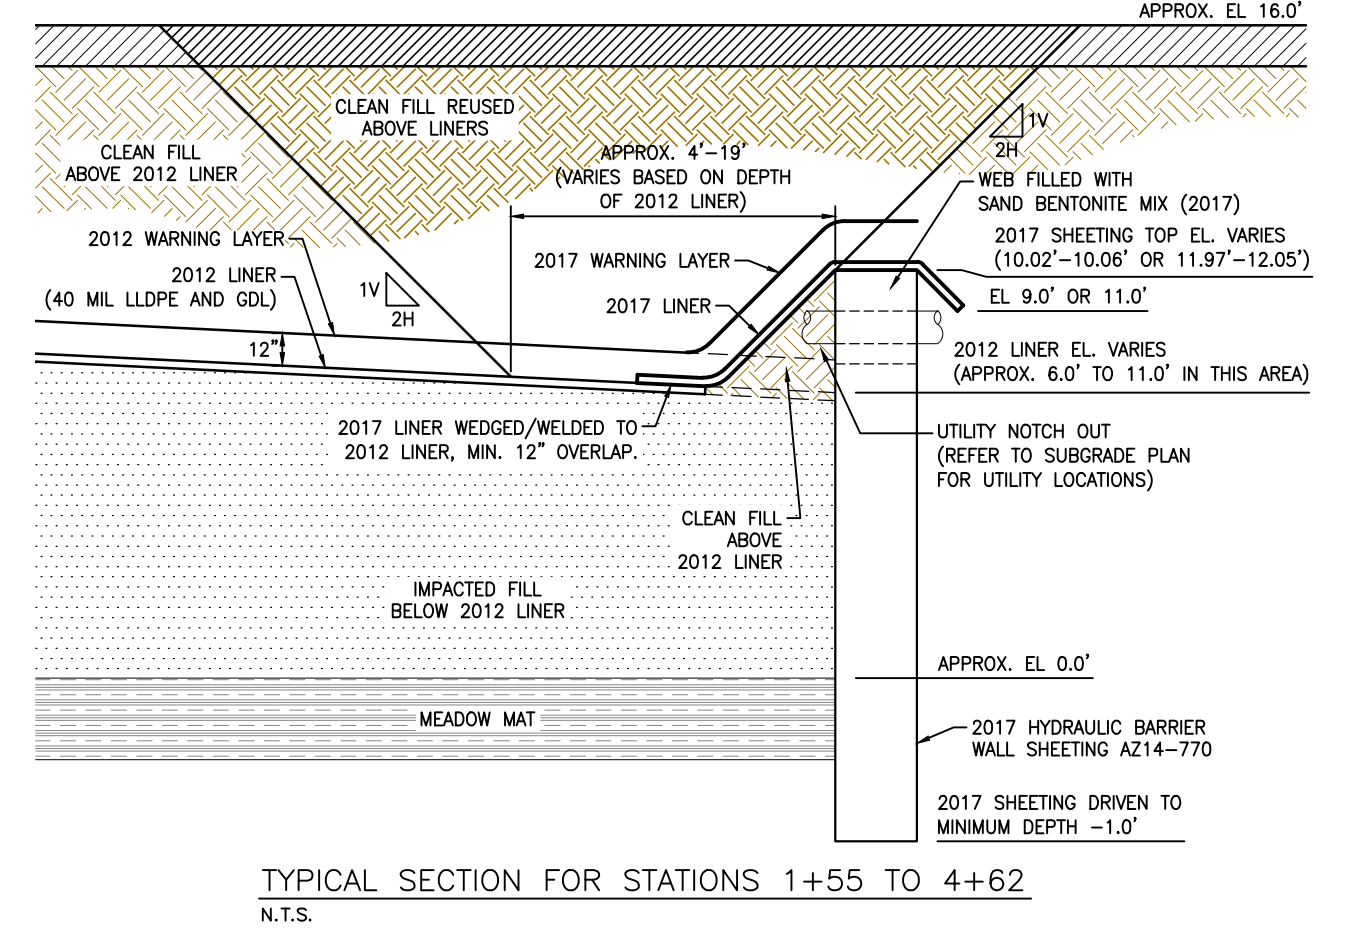 APPROX. EL 16.0'
CLEAN FILL REUSED
ABOVE LINERS
CLEAN FILL
ABOVE 2012 LINER
APPROX. 4'-19'
(VARIES BASED ON DEPTH
OF 2012 LINER)
1V
2H
WEB FILLED WITH
SAND BENTONITE MIX (2017)
2012 WARNING LAYER
2017 SHEETING TOP EL. VARIES
(10.02'-10.06' OR 11.97'-12.05')
2012 LINER
(40 MIL LLDPE AND GDL)
2017 WARNING LAYER
1V
2H
2017 LINER
EL 9.0' OR 11.0'
12"
2012 LINER EL. VARIES
(APPROX. 6.0' TO 11.0' IN THIS AREA)
2017 LINER WEDGED/WELDED TO
2012 LINER, MIN. 12" OVERLAP.
UTILITY NOTCH OUT
(REFER TO SUBGRADE PLAN
FOR UTILITY LOCATIONS)
CLEAN FILL
ABOVE
2012 LINER
IMPACTED FILL
BELOW 2012 LINER
APPROX. EL 0.0'
MEADOW MAT
2017 HYDRAULIC BARRIER
WALL SHEETING AZ14-770
2017 SHEETING DRIVEN TO
MINIMUM DEPTH -1.0'
TYPICAL SECTION FOR STATIONS 1+55 TO 4+62
N.T.S.